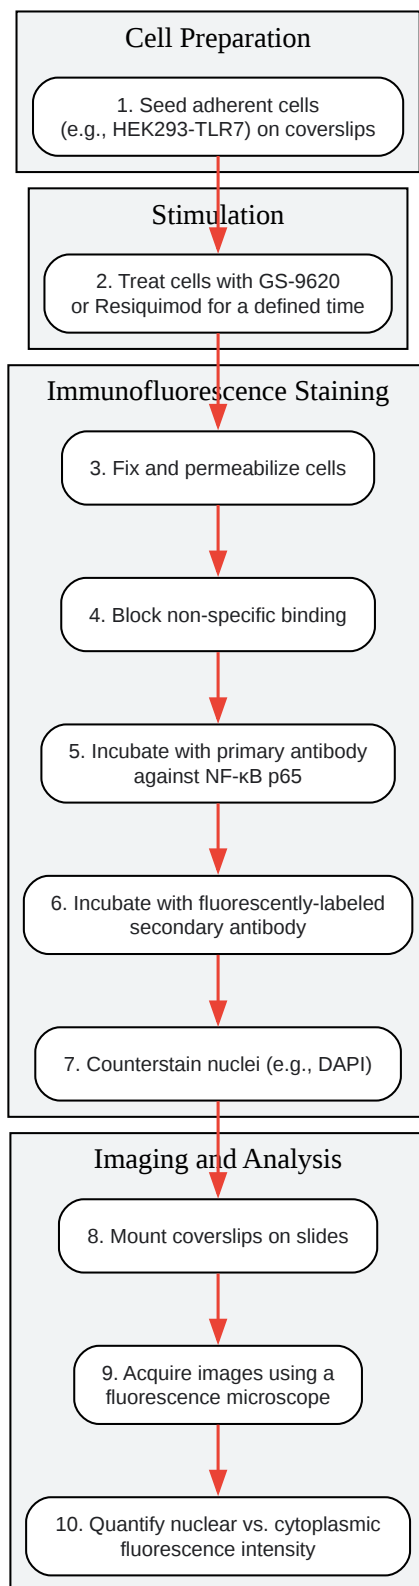 Cell Preparation
1. Seed adherent cells
(e.g., HEK293-TLR7) on coverslips
Stimulation
2. Treat cells with GS-9620
or Resiquimod for a defined time
Immunofluorescence Staining
3. Fix and permeabilize cells
4. Block non-specific binding
5. Incubate with primary antibody
against NF-κB p65
6. Incubate with fluorescently-labeled
secondary antibody
7. Counterstain nuclei (e.g., DAPI)
Imaging and Analysis
8. Mount coverslips on slides
9. Acquire images using a
fluorescence microscope
10. Quantify nuclear vs. cytoplasmic
fluorescence intensity